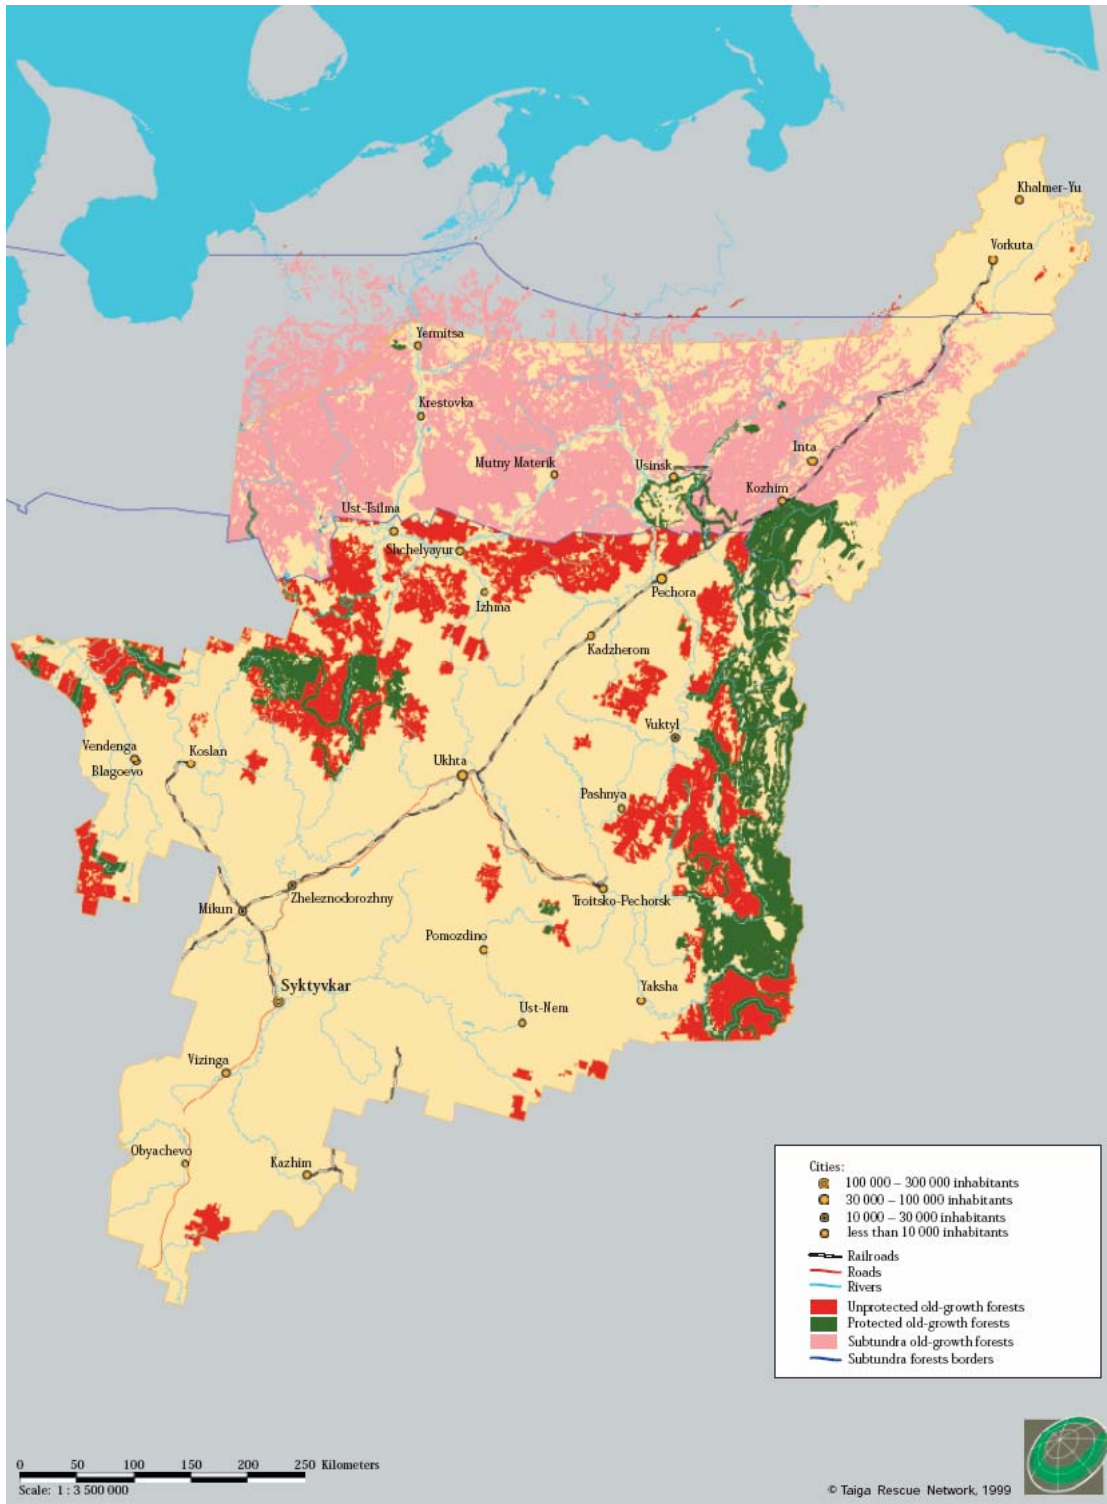 Khalmer-Yu
Vorkuta
Yermitsa
Krestovka
Mutny Materik
Usinsk
Inta
Kozhim
Ust-Tsilma
Shchelyayur
Izhma
Pechora
Kadzherom
Vuktyl
Vendenga
Blagoevo
Koslan
Ukhta
Pashnya
Zheleznodorozhny
Troitsko-Pechorsk
Mikun
Pomozdino
Syktyvkar
Yaksha
Ust-Nem
Vizinga
Obyachevo
Kazhim
Cities:
100 000 – 300 000 inhabitants
30 000 – 100 000 inhabitants
10 000 – 30 000 inhabitants
less than 10 000 inhabitants
Railroads
Roads
Rivers
Unprotected old-growth forests
Protected old-growth forests
Subtundra old-growth forests
Subtundra forests borders
0 50 100 150 200 250 Kilometers
Scale: 1 : 3 500 000
© Taiga Rescue Network, 1999